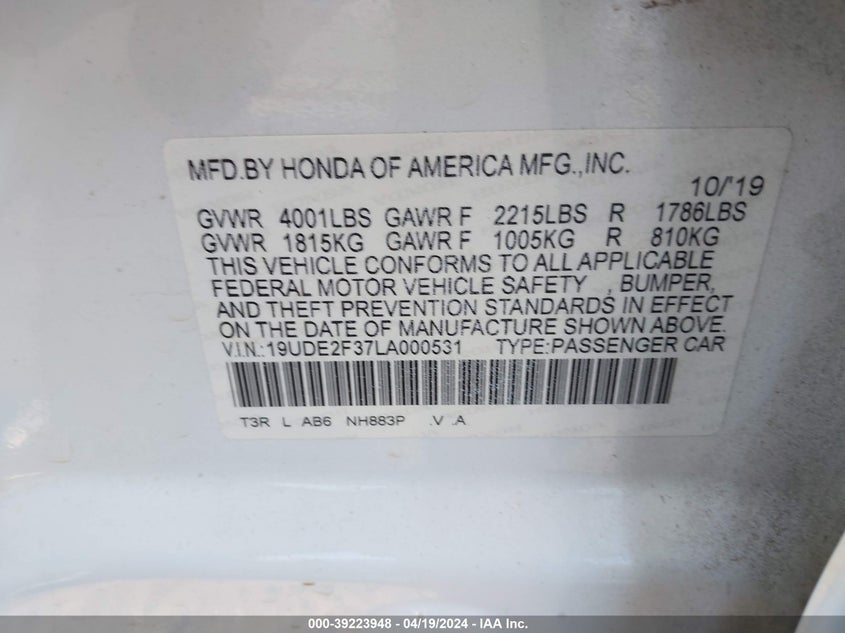 MFD.BY HONDA OF AMERICA MFG.,INC.
10/'19
GVWR 4001LBS GAWR F 2215LBS R 1786LBS
GVWR 1815KG GAWR F 1005KG R 810KG
THIS VEHICLE CONFORMS TO ALL APPLICABLE
FEDERAL MOTOR VEHICLE SAFETY , BUMPER,
AND THEFT PREVENTION STANDARDS IN EFFECT
ON THE DATE OF MANUFACTURE SHOWN ABOVE.
V.I.N.:19UDE2F37LA000531 TYPE:PASSENGER CAR
T3R L AB6 NH883P .V .A
000-39223948 - 04/19/2024 - IAA Inc.